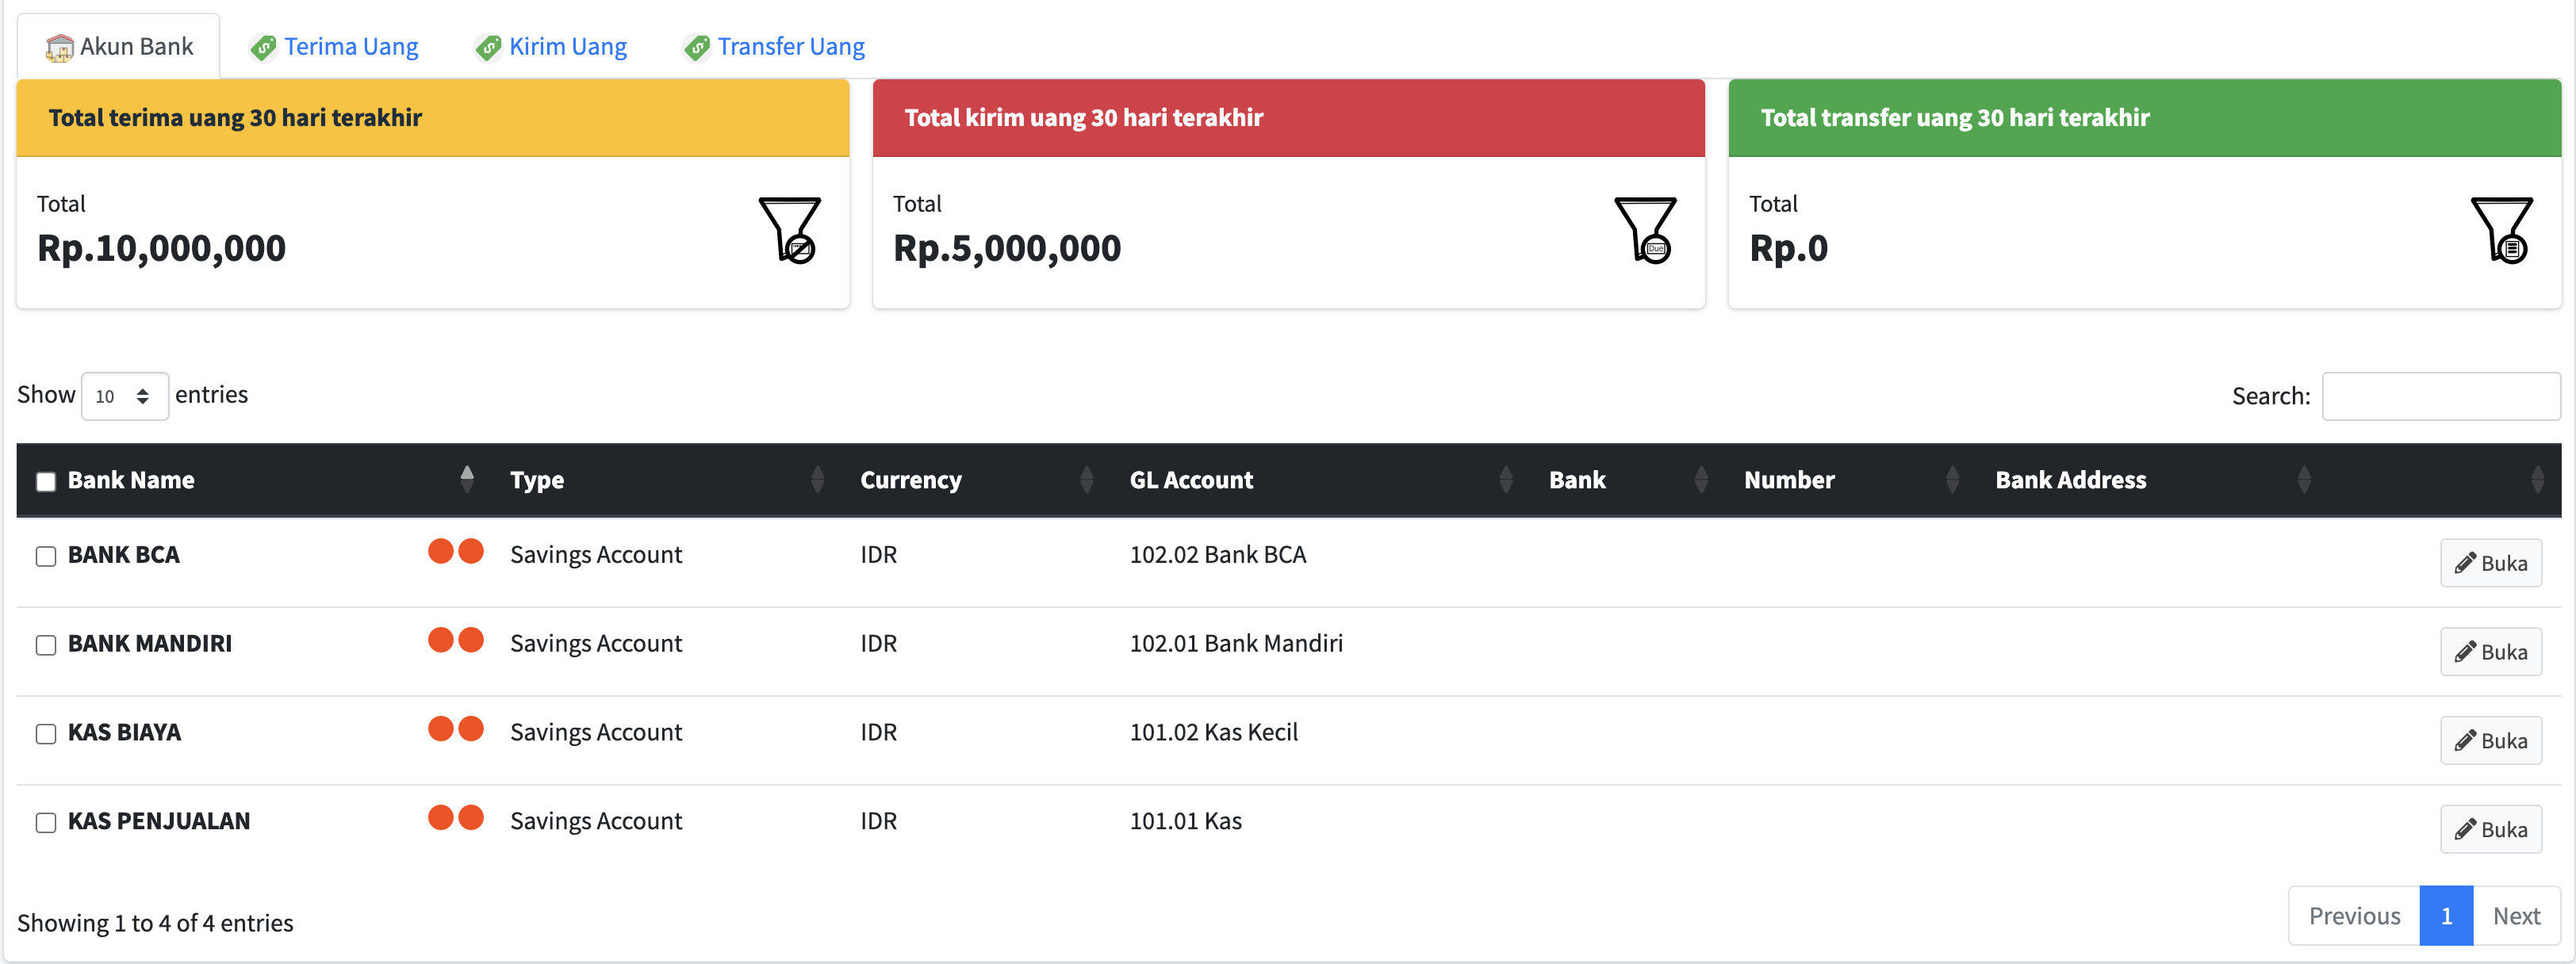 Akun Bank Terima Uang Kirim Uang Transfer Uang
Total terima uang 30 hari terakhir
Total
Rp.10,000,000
Total kirim uang 30 hari terakhir
Total
Rp.5,000,000
Due
Total transfer uang 30 hari terakhir
Total
Rp.0
Show 10 entries
Search:
Bank Name Type Currency GL Account Bank Number Bank Address
BANK BCA Savings Account IDR 102.02 Bank BCA Buka
BANK MANDIRI Savings Account IDR 102.01 Bank Mandiri Buka
KAS BIAYA Savings Account IDR 101.02 Kas Kecil Buka
KAS PENJUALAN Savings Account IDR 101.01 Kas Buka
Showing 1 to 4 of 4 entries
Previous 1 Next